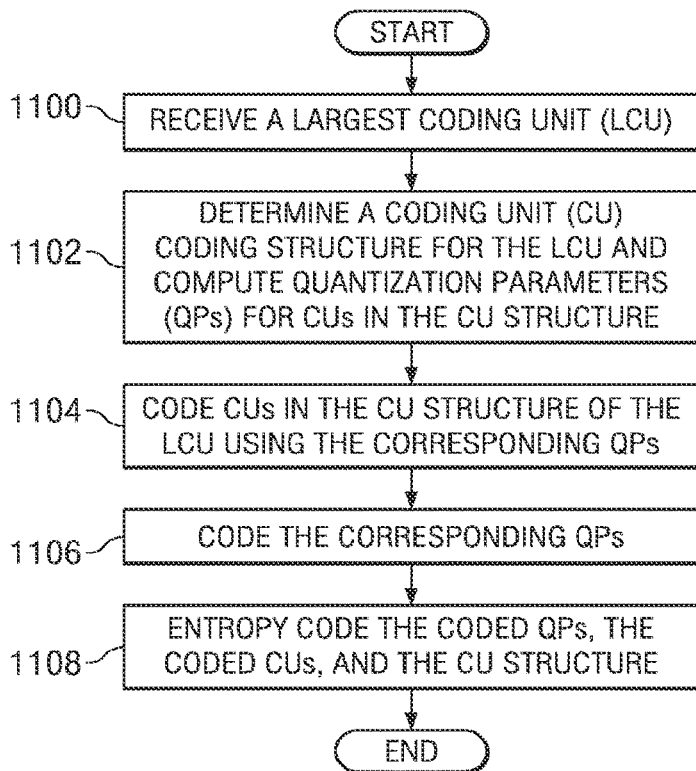 START
1100
RECEIVE A LARGEST CODING UNIT (LCU)
1102
DETERMINE A CODING UNIT (CU)
CODING STRUCTURE FOR THE LCU AND
COMPUTE QUANTIZATION PARAMETERS
(QPs) FOR CUs IN THE CU STRUCTURE
1104
CODE CUs IN THE CU STRUCTURE OF THE
LCU USING THE CORRESPONDING QPs
1106
CODE THE CORRESPONDING QPs
1108
ENTROPY CODE THE CODED QPs, THE
CODED CUs, AND THE CU STRUCTURE
END